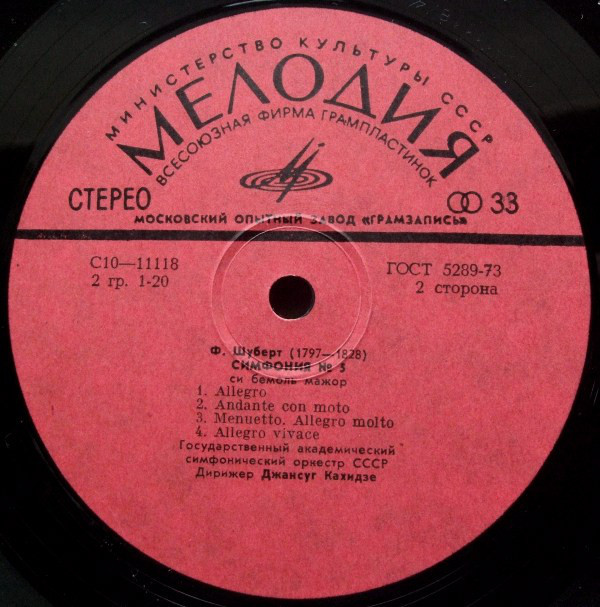 МИНИСТЕРСТВО КУЛЬТУРЫ СССР
МЕЛОДИЯ
ВСЕСОЮЗНАЯ ФИРМА ГРАМПЛАСТИНОК
СТЕРЕО
33
МОСКОВСКИЙ ОПЫТНЫЙ ЗАВОД «ГРАМЗАПИСЬ»
С10—11118
ГОСТ 5289-73
2 гр. 1-20
2 сторона
Ф. Шуберт (1797—1828)
СИМФОНИЯ № 5
си бемоль мажор
1. Allegro
2. Andante con moto
3. Menuetto. Allegro molto
4. Allegro vivace
Государственный академический
симфонический оркестр СССР
Дирижер Джансуг Кахидзе